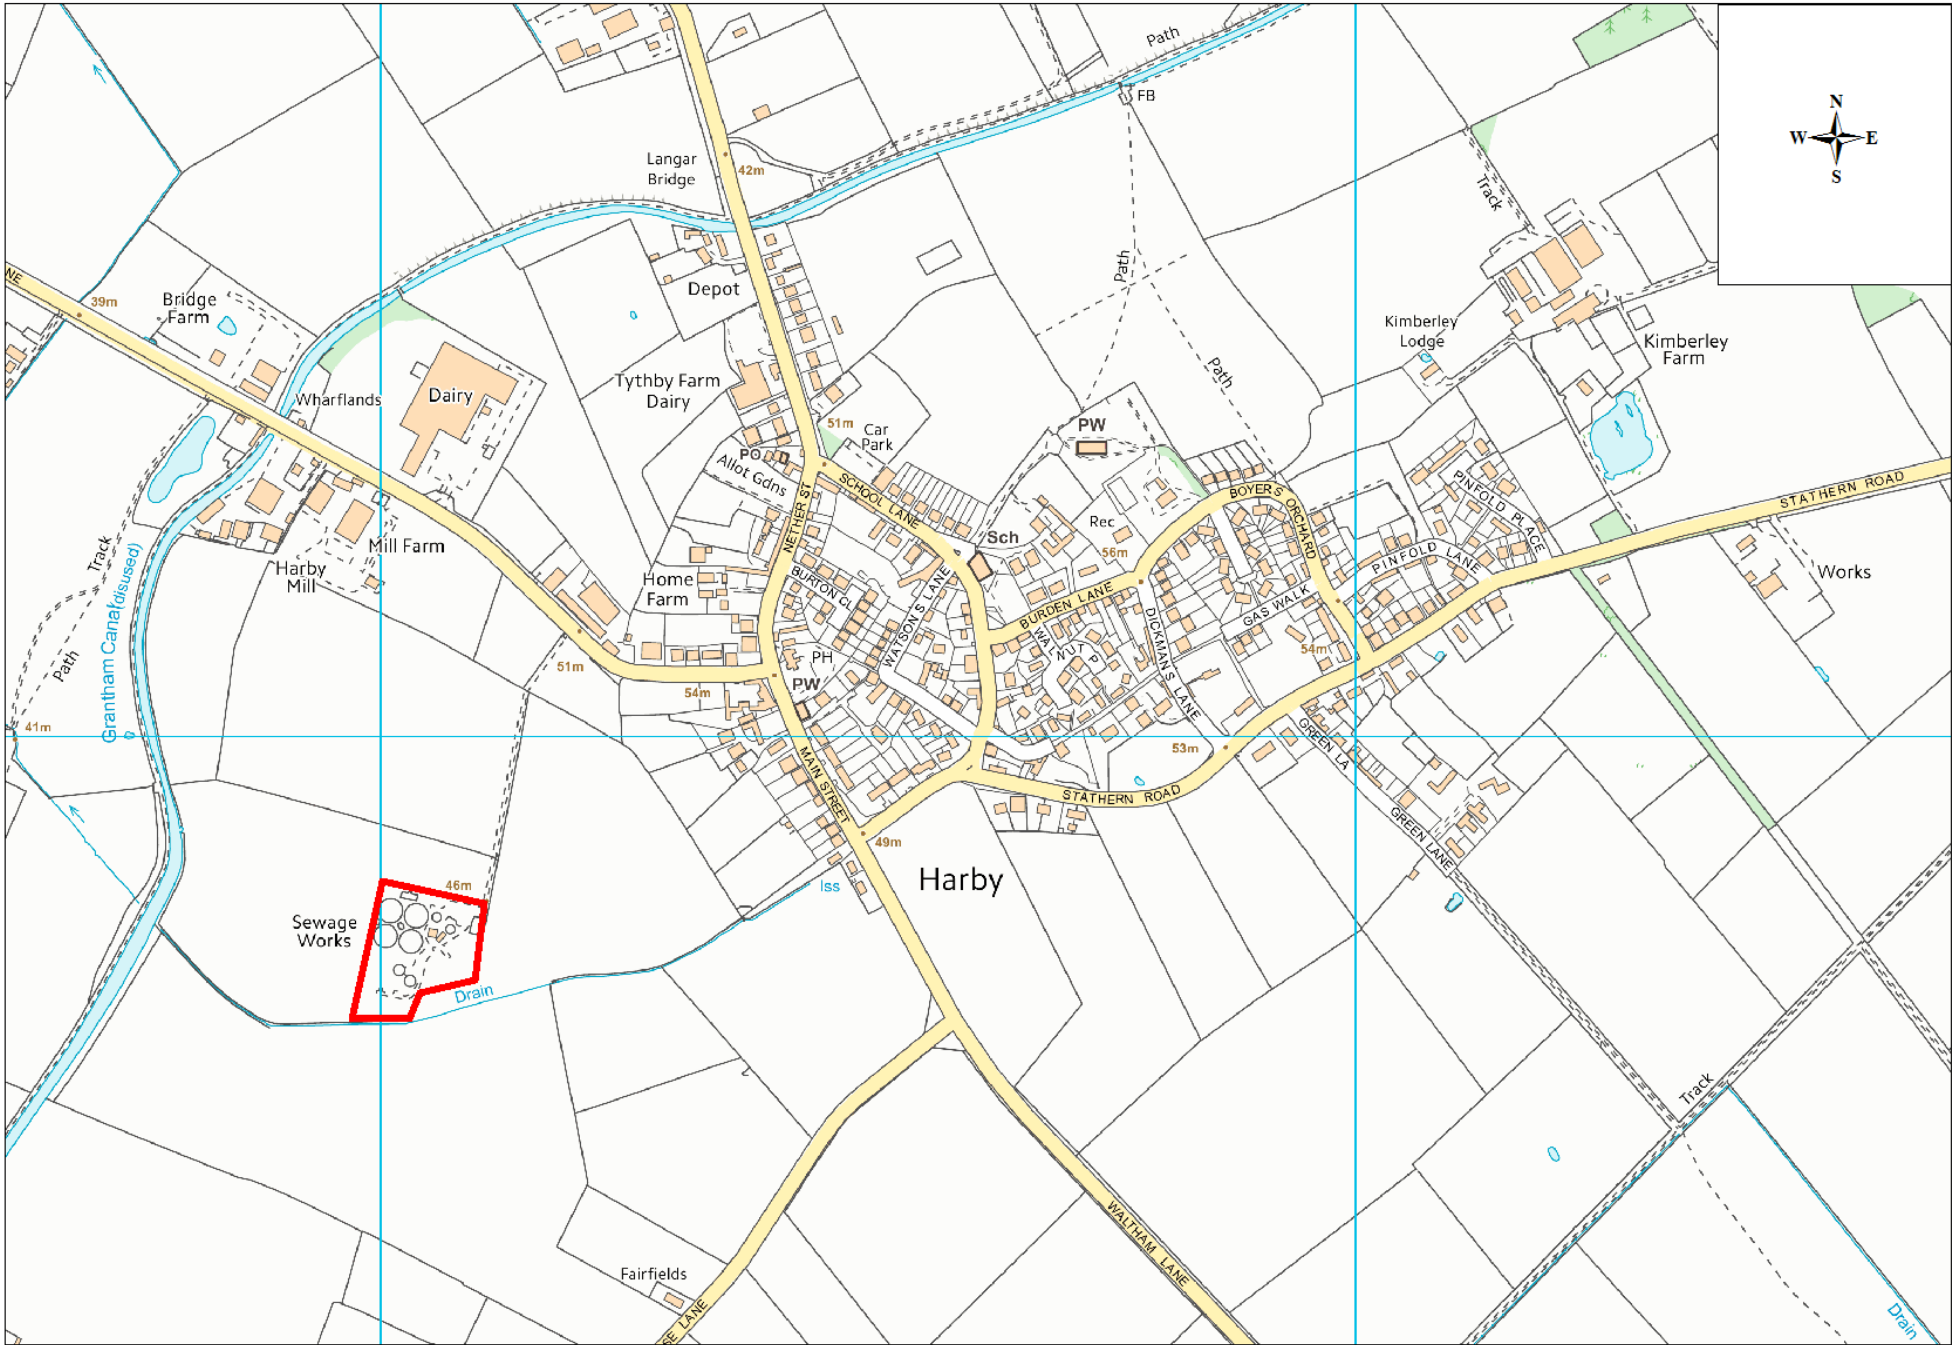 Path
FB
N
W E
S
Langar
Bridge
42m
Track
Path
NE
39m
Bridge
Farm
Depot
Kimberley
Lodge
Kimberley
Farm
Path
Wharflands
Dairy
Tythby Farm
Dairy
51m
Car
Park
PW
PO
Allot Gdns
SCHOOL LANE
NETHER ST
BOYERS ORCHARD
PINFOLD PLACE
STATHERN ROAD
Rec
Sch
56m
Mill Farm
Harby
Mill
Track
Home
Farm
BURTON CL
WATSON'S LANE
BURDEN LANE
PINFOLD LANE
Works
GAS WALK
DICKMAN'S LANE
WALNUT P
54m
51m
PH
54m
PW
Path
Grantham Canal (disused)
41m
MAIN STREET
53m
GREEN LA
STATHERN ROAD
GREEN LANE
49m
Harby
Iss
46m
Sewage
Works
Drain
Track
WALTHAM LANE
Fairfields
SE LANE
Drain